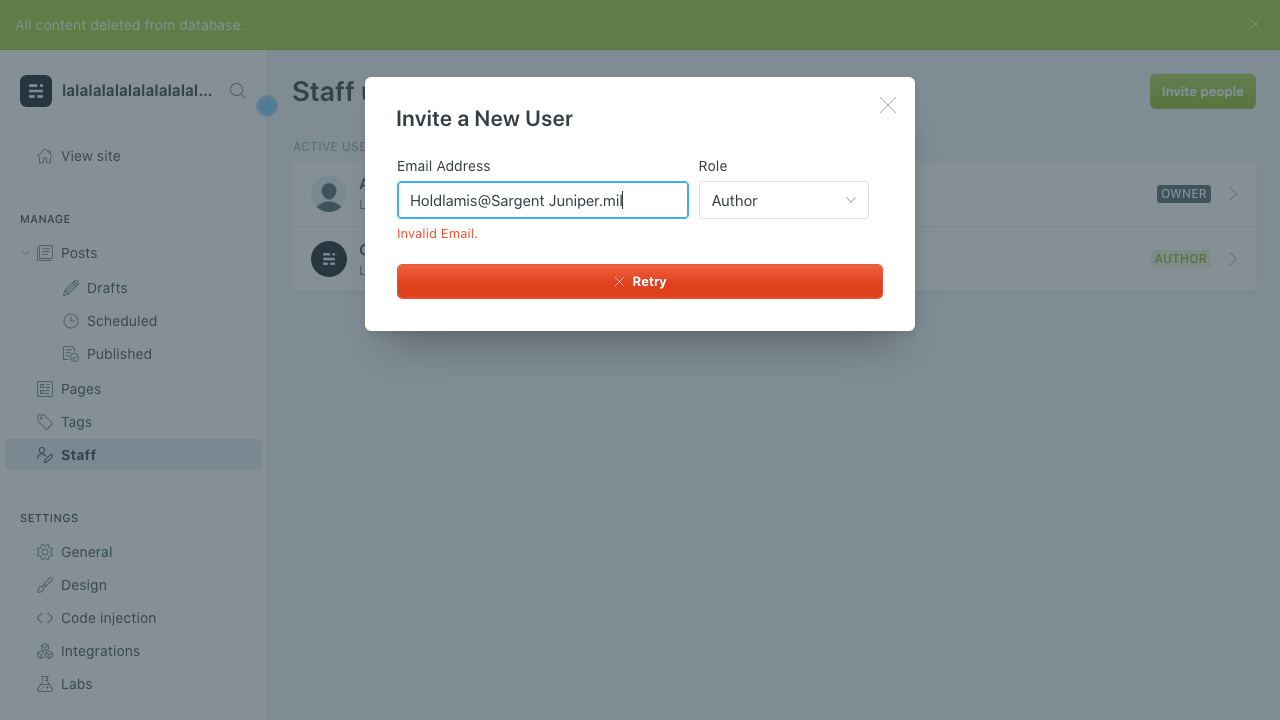 All content deleted from database.
lalalalalalalalalal...
View site
MANAGE
Posts
Drafts
Scheduled
Published
Pages
Tags
Staff
SETTINGS
General
Design
Code injection
Integrations
Labs
Staff
Invite people
ACTIVE USE
OWNER
AUTHOR
Invite a New User
Email Address
Role
Holdlamis@Sargent Juniper.mil
Author
Invalid Email.
Retry